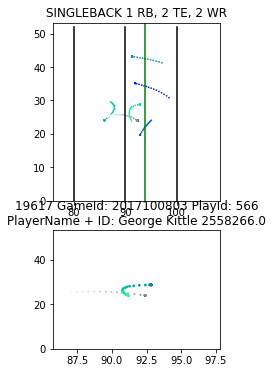 SINGLEBACK 1 RB, 2 TE, 2 WR
50
40
30
20
10
0
80 90 100
19617 GameId: 2017100803 PlayId: 566
PlayerName + ID: George Kittle 2558266.0
40
20
0
87.5 90.0 92.5 95.0 97.5